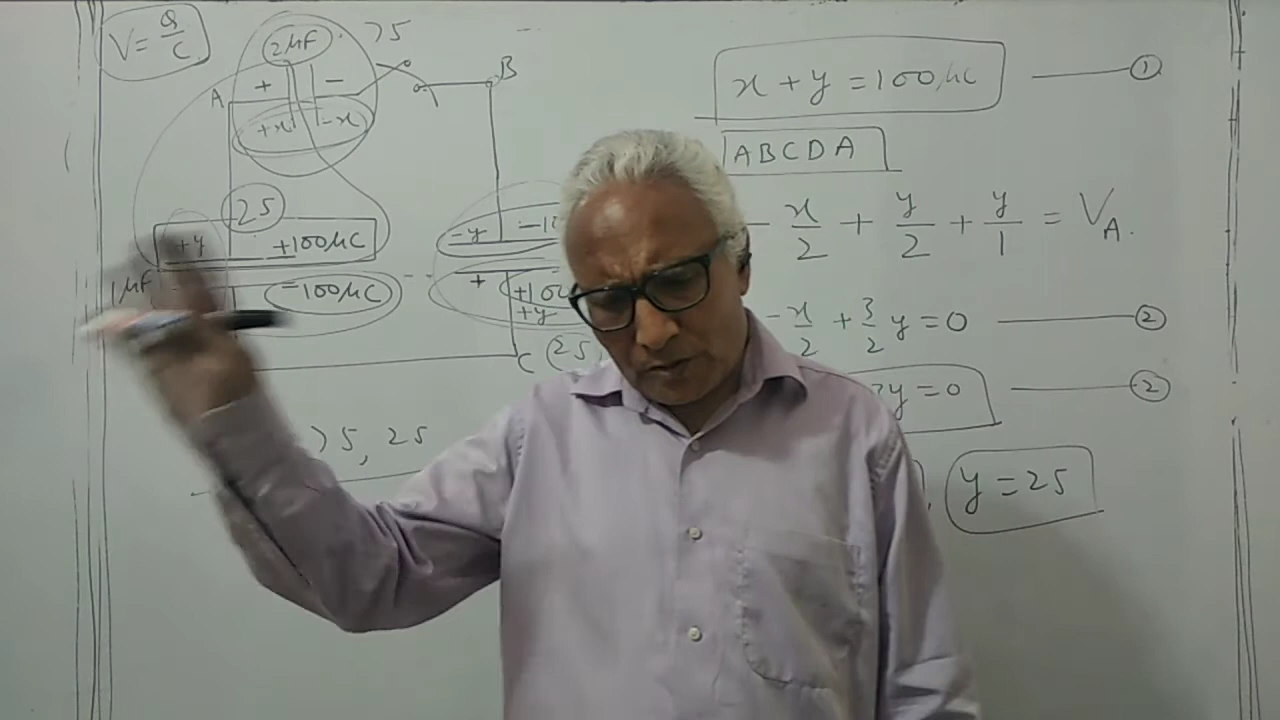 V = Q/C
2μF
75
+ −
A
B
+x −x
25
+y +100μC
1μF
−100μC
−y
+
+y
C
25
75, 25
x + y = 100μC ①
ABCDA
− x/2 + y/2 + y/1 = V_A.
− x/2 + 3/2 y = 0 ②
3y = 0 ②
, y = 25